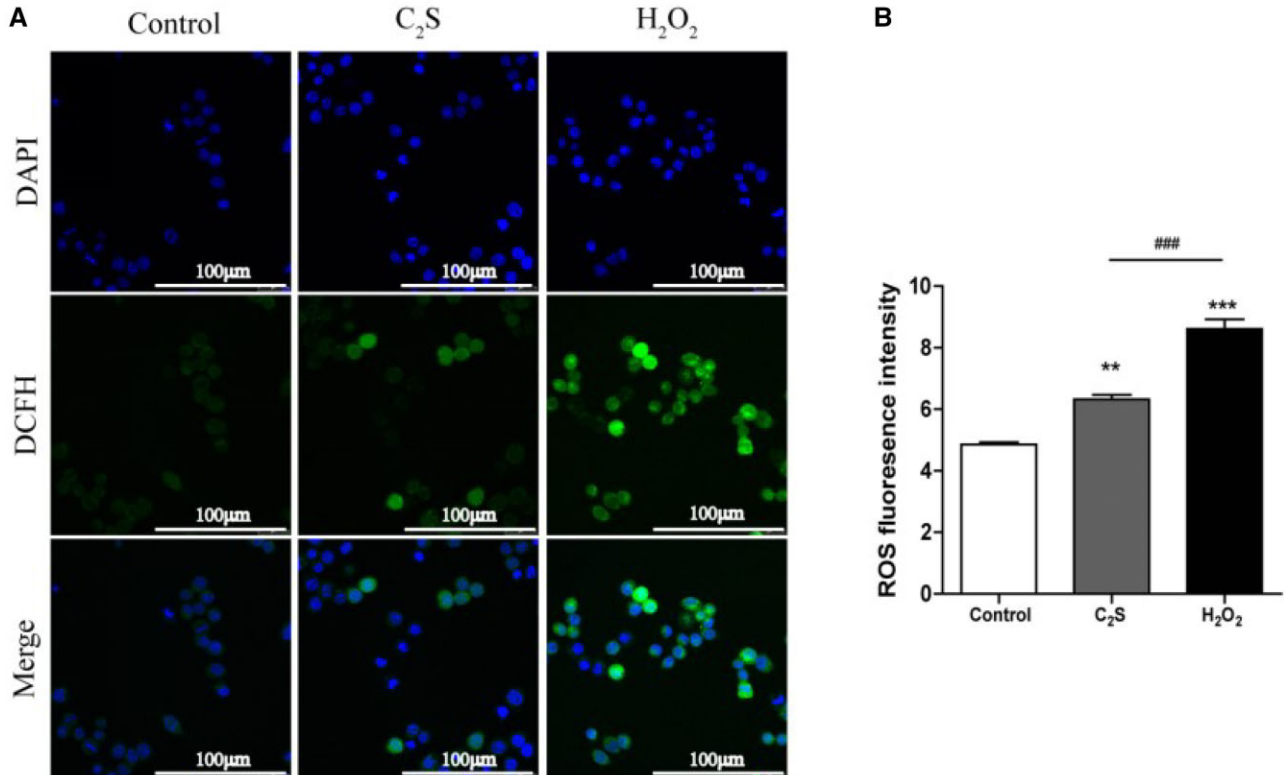 A
Control C₂S H₂O₂
DAPI
100μm 100μm 100μm
DCFH
100μm 100μm 100μm
Merge
100μm 100μm 100μm
B
ROS fluoresence intensity
10
8
6
4
2
0
###
**
***
Control C₂S H₂O₂